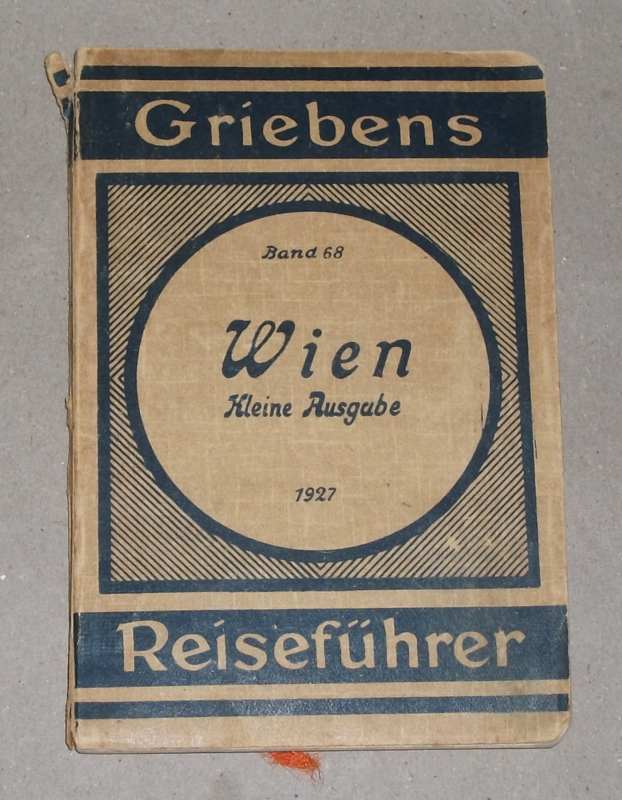 Griebens
Band 68
Wien
Kleine Ausgabe
1927
Reiseführer